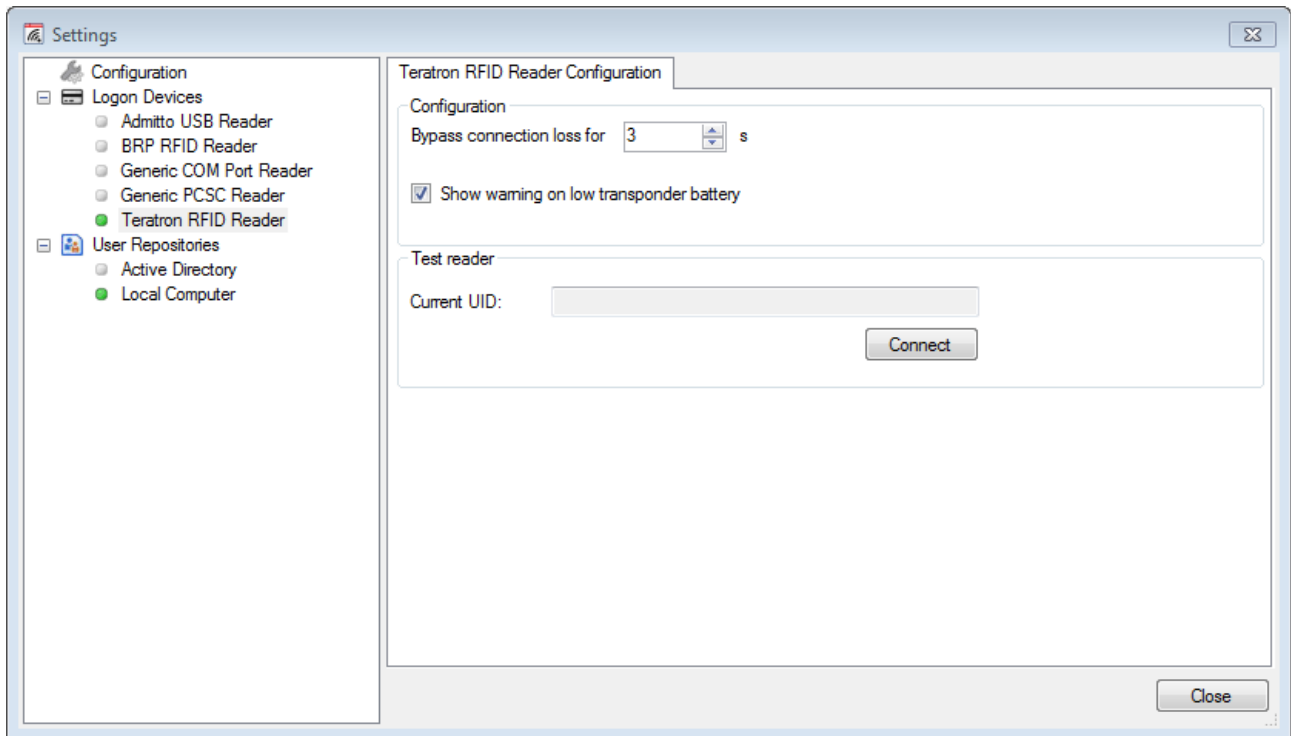 Settings
Configuration
Logon Devices
Admitto USB Reader
BRP RFID Reader
Generic COM Port Reader
Generic PCSC Reader
Teratron RFID Reader
User Repositories
Active Directory
Local Computer
Teratron RFID Reader Configuration
Configuration
Bypass connection loss for 3 s
Show warning on low transponder battery
Test reader
Current UID:
Connect
Close